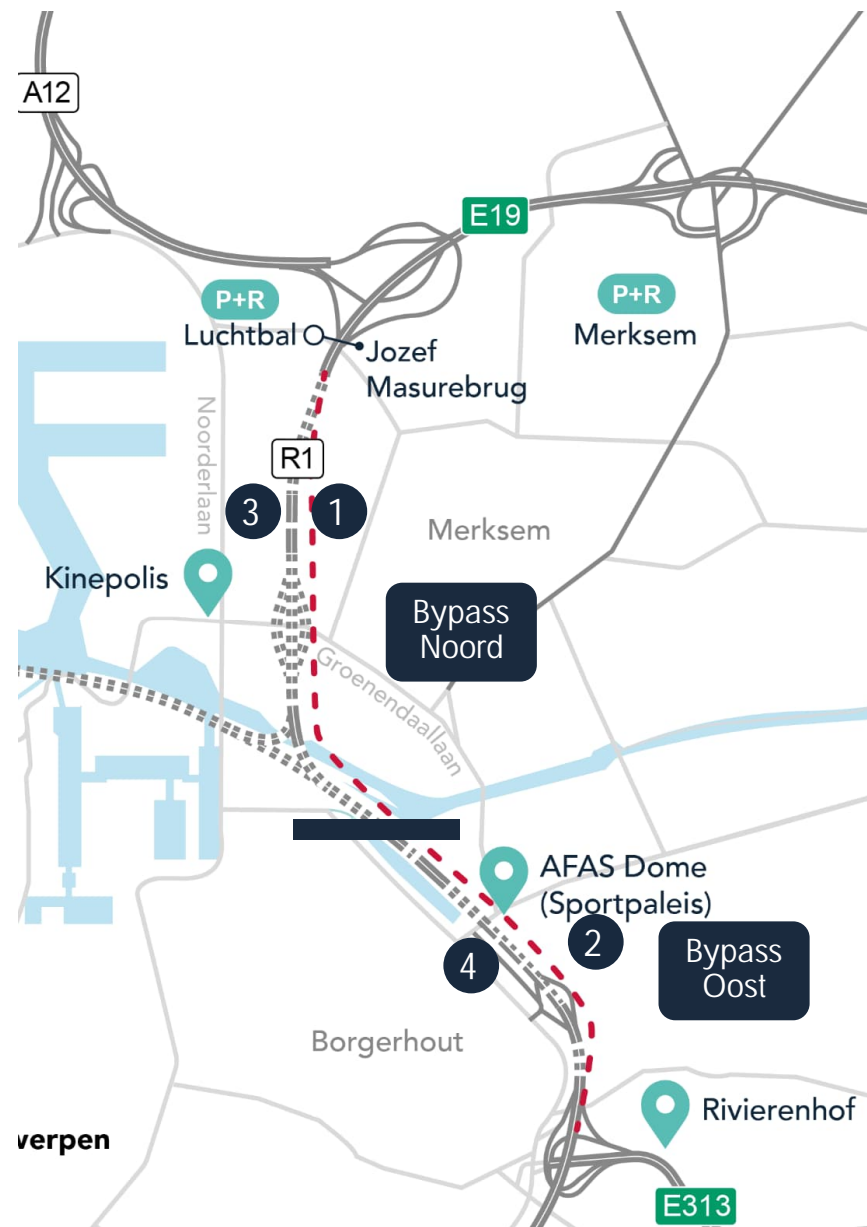 A12
E19
P+R
Luchtbal
P+R
Merksem
Jozef
Masurebrug
Noorderlaan
R1
3
1
Merksem
Kinepolis
Bypass
Noord
Groenendaallaan
AFAS Dome
(Sportpaleis)
2
4
Bypass
Oost
Borgerhout
Rivierenhof
verpen
E313